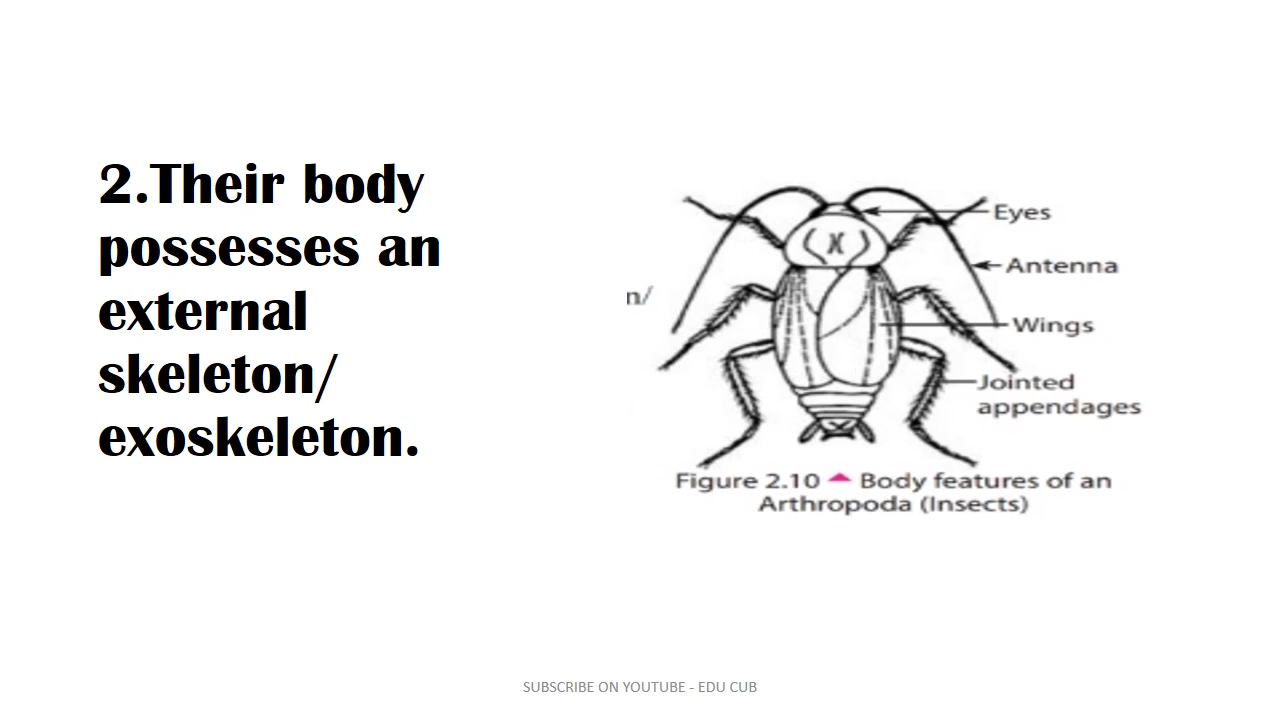 2.Their body
possesses an
external
skeleton/
exoskeleton.
n/
Eyes
Antenna
Wings
Jointed
appendages
Figure 2.10 ▲ Body features of an
Arthropoda (Insects)
SUBSCRIBE ON YOUTUBE - EDU CUB